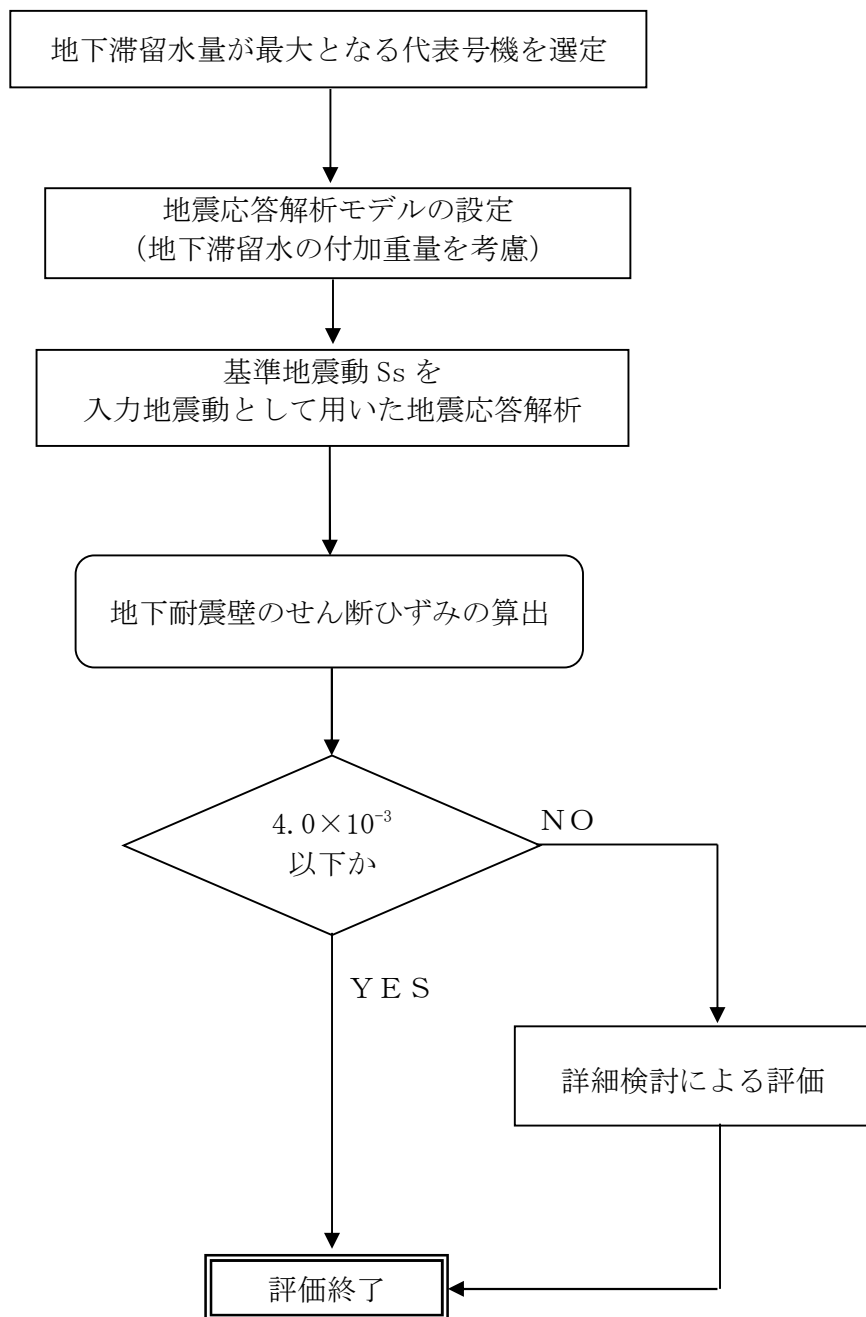 地下滞留水量が最大となる代表号機を選定
地震応答解析モデルの設定
（地下滞留水の付加重量を考慮）
基準地震動 Ss を
入力地震動として用いた地震応答解析
地下耐震壁のせん断ひずみの算出
4.0×10⁻³
以下か
ＮＯ
ＹＥＳ
詳細検討による評価
評価終了